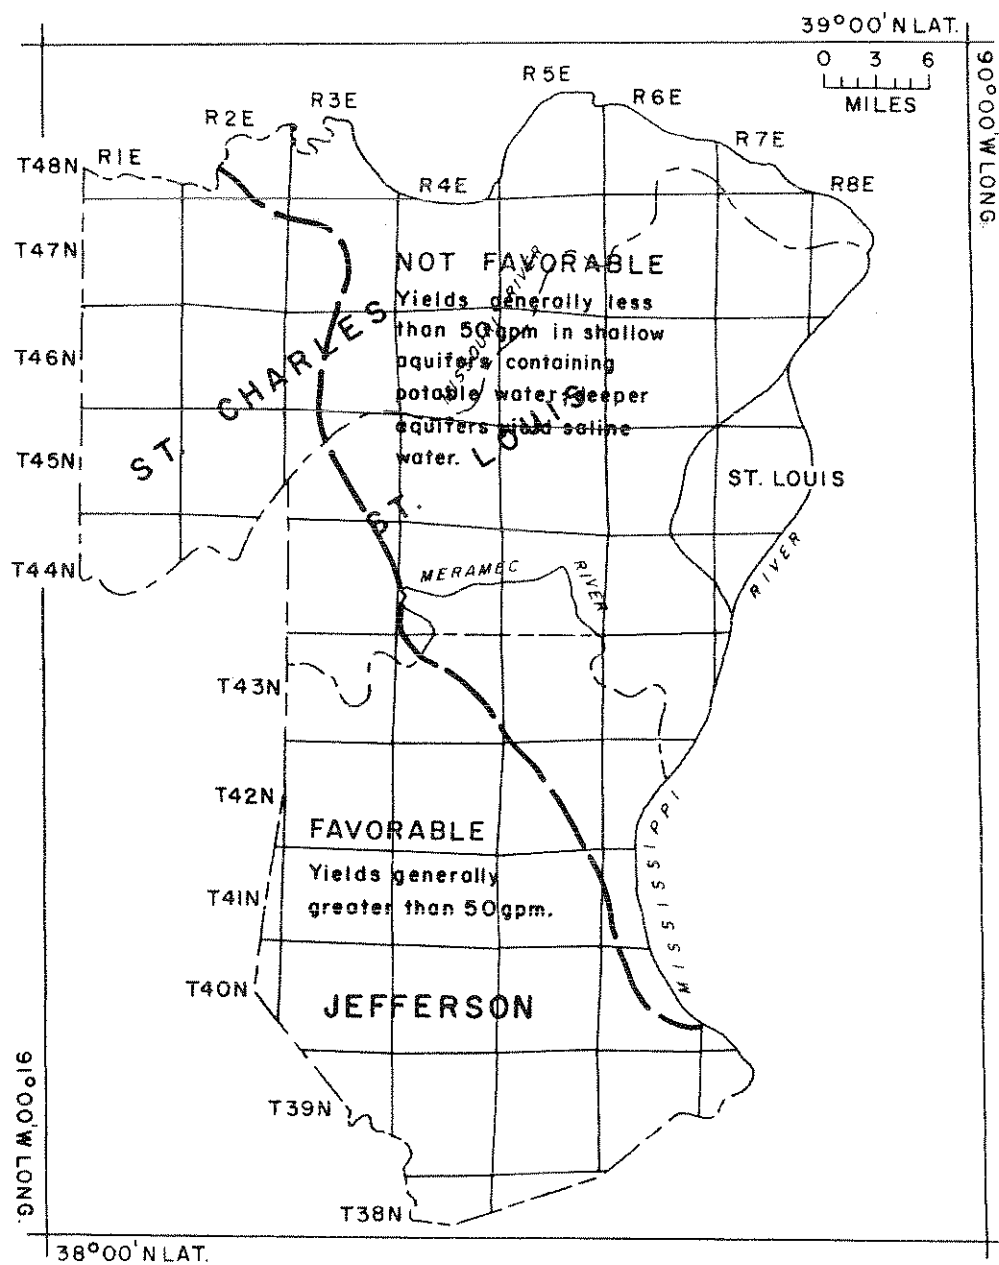 39°00'N LAT.
0 3 6
MILES
90°00'W LONG.
R5E
R6E
R3E
R2E
R7E
R1E
R4E
R8E
T48N
T47N
NOT FAVORABLE
Yields generally less
than 50 gpm in shallow
aquifers containing
potable water; deeper
aquifers yield saline
water.
MISSOURI RIVER
T46N
ST. CHARLES
T45N
ST. LOUIS
ST. LOUIS
T44N
MERAMEC RIVER
MISSISSIPPI RIVER
T43N
T42N
FAVORABLE
Yields generally
greater than 50 gpm.
T41N
T40N
JEFFERSON
T39N
T38N
91°00'W LONG.
38°00'N LAT.